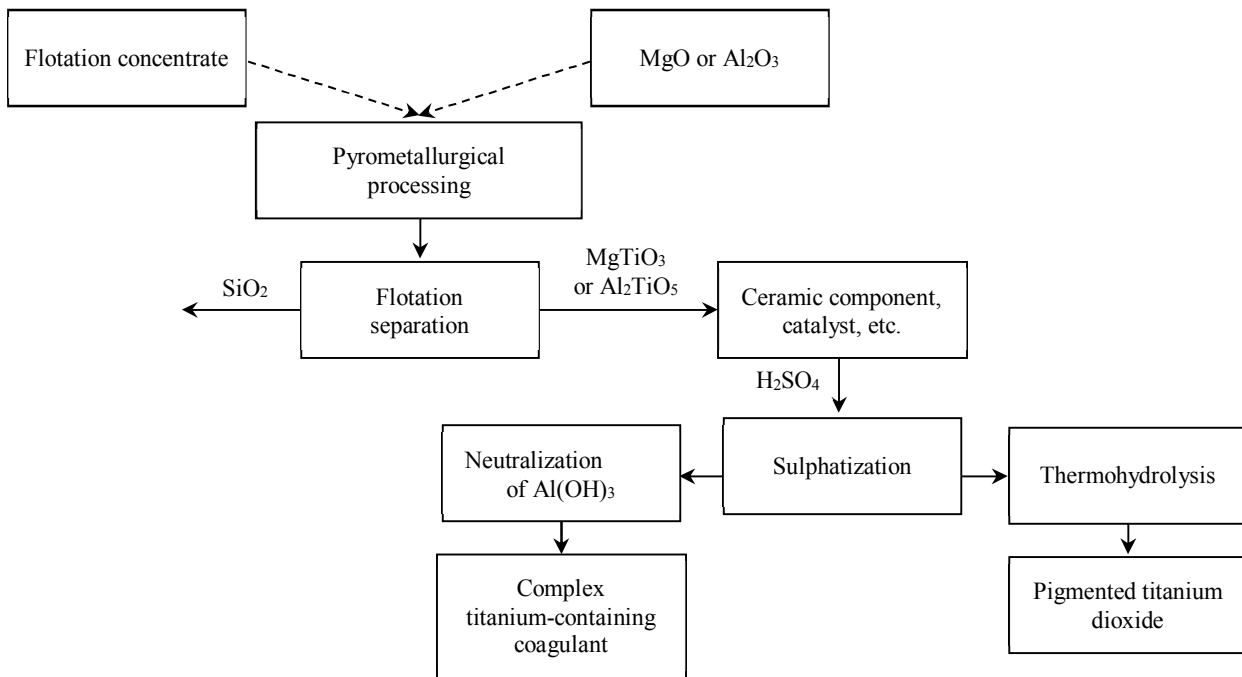 Flotation concentrate
MgO or Al₂O₃
Pyrometallurgical
processing
SiO₂
Flotation
separation
MgTiO₃
or Al₂TiO₅
Ceramic component,
catalyst, etc.
H₂SO₄
Neutralization
of Al(OH)₃
Sulphatization
Thermohydrolysis
Complex
titanium-containing
coagulant
Pigmented titanium
dioxide